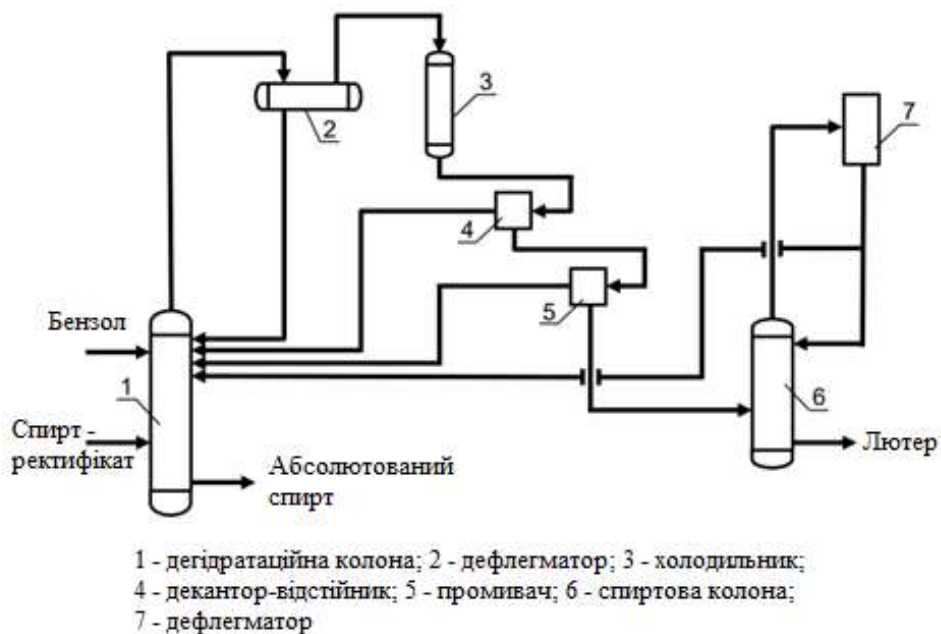 2
3
7
4
5
Бензол
1
6
Спирт -
ректифікат
Лютер
Абсолютований
спирт
1 - дегідратаційна колона; 2 - дефлегматор; 3 - холодильник;
4 - декантор-відстійник; 5 - промивач; 6 - спиртова колона;
7 - дефлегматор